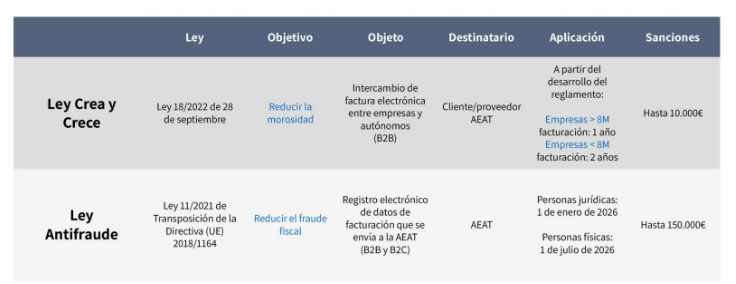 Ley
Objetivo
Objeto
Destinatario
Aplicación
Sanciones
Ley Crea y
Crece
Ley 18/2022 de 28
de septiembre
Reducir la
morosidad
Intercambio de
factura electrónica
entre empresas y
autónomos
(B2B)
Cliente/proveedor
AEAT
A partir del
desarrollo del
reglamento:
Empresas > 8M
facturación: 1 año
Empresas < 8M
facturación: 2 años
Hasta 10.000€
Ley
Antifraude
Ley 11/2021 de
Transposición de la
Directiva (UE)
2018/1164
Reducir el fraude
fiscal
Registro electrónico
de datos de
facturación que se
envía a la AEAT
(B2B y B2C)
AEAT
Personas jurídicas:
1 de enero de 2026
Personas físicas:
1 de julio de 2026
Hasta 150.000€